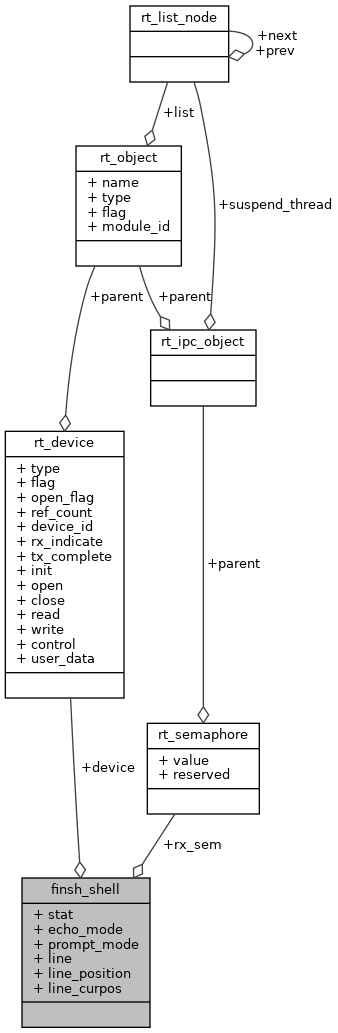 rt_list_node
+next
+prev
+list
rt_object
+ name
+ type
+ flag
+ module_id
+suspend_thread
+parent
+parent
rt_ipc_object
rt_device
+ type
+ flag
+ open_flag
+ ref_count
+ device_id
+ rx_indicate
+ tx_complete
+ init
+ open
+ close
+ read
+ write
+ control
+ user_data
+parent
rt_semaphore
+ value
+ reserved
+device
+rx_sem
finsh_shell
+ stat
+ echo_mode
+ prompt_mode
+ line
+ line_position
+ line_curpos